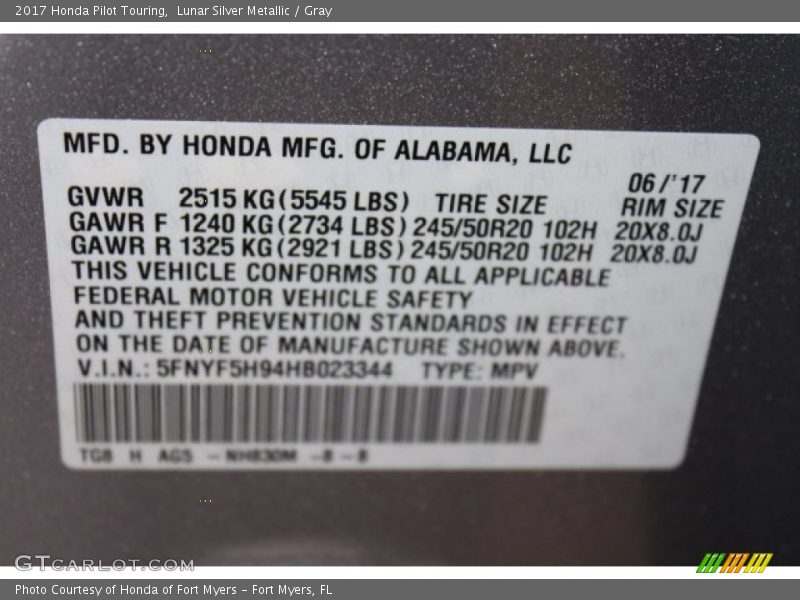 2017 Honda Pilot Touring, Lunar Silver Metallic / Gray
MFD. BY HONDA MFG. OF ALABAMA, LLC
06/'17
GVWR 2515 KG(5545 LBS) TIRE SIZE RIM SIZE
GAWR F 1240 KG(2734 LBS) 245/50R20 102H 20X8.0J
GAWR R 1325 KG(2921 LBS) 245/50R20 102H 20X8.0J
THIS VEHICLE CONFORMS TO ALL APPLICABLE
FEDERAL MOTOR VEHICLE SAFETY
AND THEFT PREVENTION STANDARDS IN EFFECT
ON THE DATE OF MANUFACTURE SHOWN ABOVE.
V.I.N.: 5FNYF5H94HB023344 TYPE: MPV
TG8 H AG5 - NH830M -8 - 8
GTCARLOT.COM
Photo Courtesy of Honda of Fort Myers - Fort Myers, FL